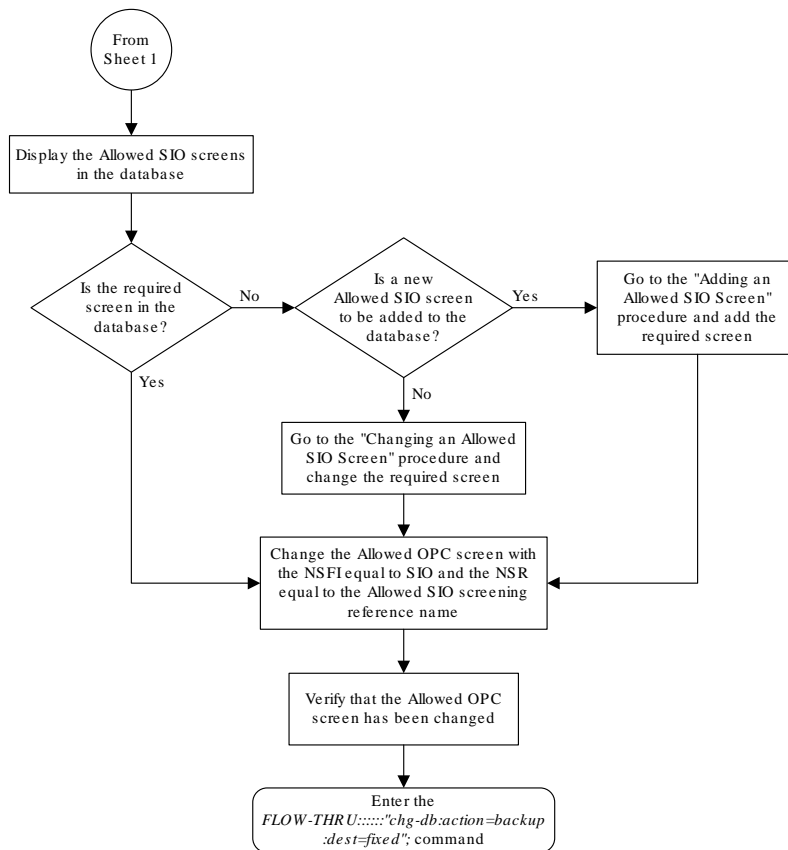 From
Sheet 1
Display the Allowed SIO screens
in the database
Is the required
screen in the
database?
No
Yes
Is a new
Allowed SIO screen
to be added to the
database?
Yes
No
Go to the "Adding an
Allowed SIO Screen"
procedure and add the
required screen
Go to the "Changing an Allowed
SIO Screen" procedure and
change the required screen
Change the Allowed OPC screen with
the NSFI equal to SIO and the NSR
equal to the Allowed SIO screening
reference name
Verify that the Allowed OPC
screen has been changed
Enter the
FLOW-THRU::::::"chg-db:action=backup
:dest=fixed"; command